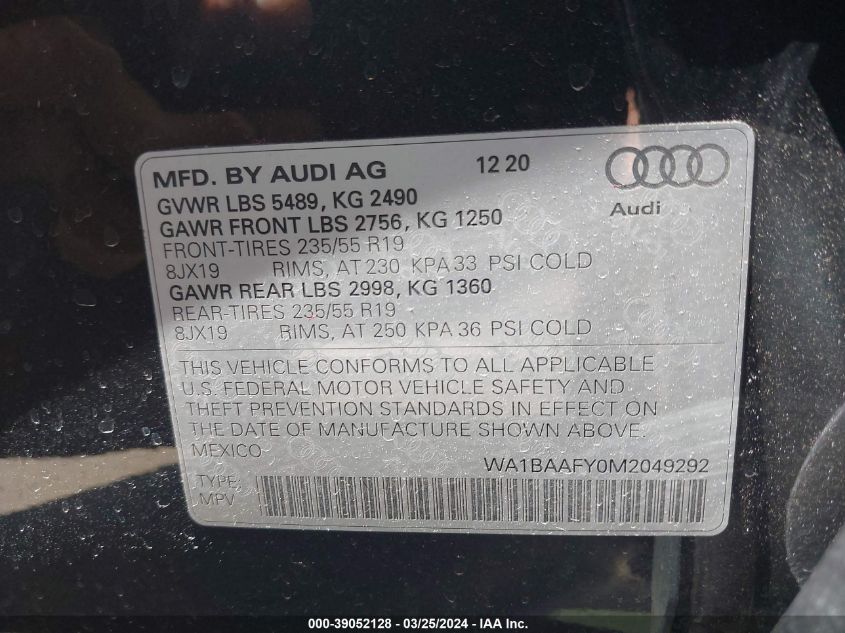 MFD. BY AUDI AG 12 20
GVWR LBS 5489, KG 2490
GAWR FRONT LBS 2756, KG 1250
FRONT-TIRES 235/55 R19
8JX19 RIMS, AT 230 KPA 33 PSI COLD
GAWR REAR LBS 2998, KG 1360
REAR-TIRES 235/55 R19
8JX19 RIMS, AT 250 KPA 36 PSI COLD
Audi
THIS VEHICLE CONFORMS TO ALL APPLICABLE
U.S. FEDERAL MOTOR VEHICLE SAFETY AND
THEFT PREVENTION STANDARDS IN EFFECT ON
THE DATE OF MANUFACTURE SHOWN ABOVE.
MEXICO
WA1BAAFY0M2049292
TYPE:
MPV
000-39052128 - 03/25/2024 - IAA Inc.